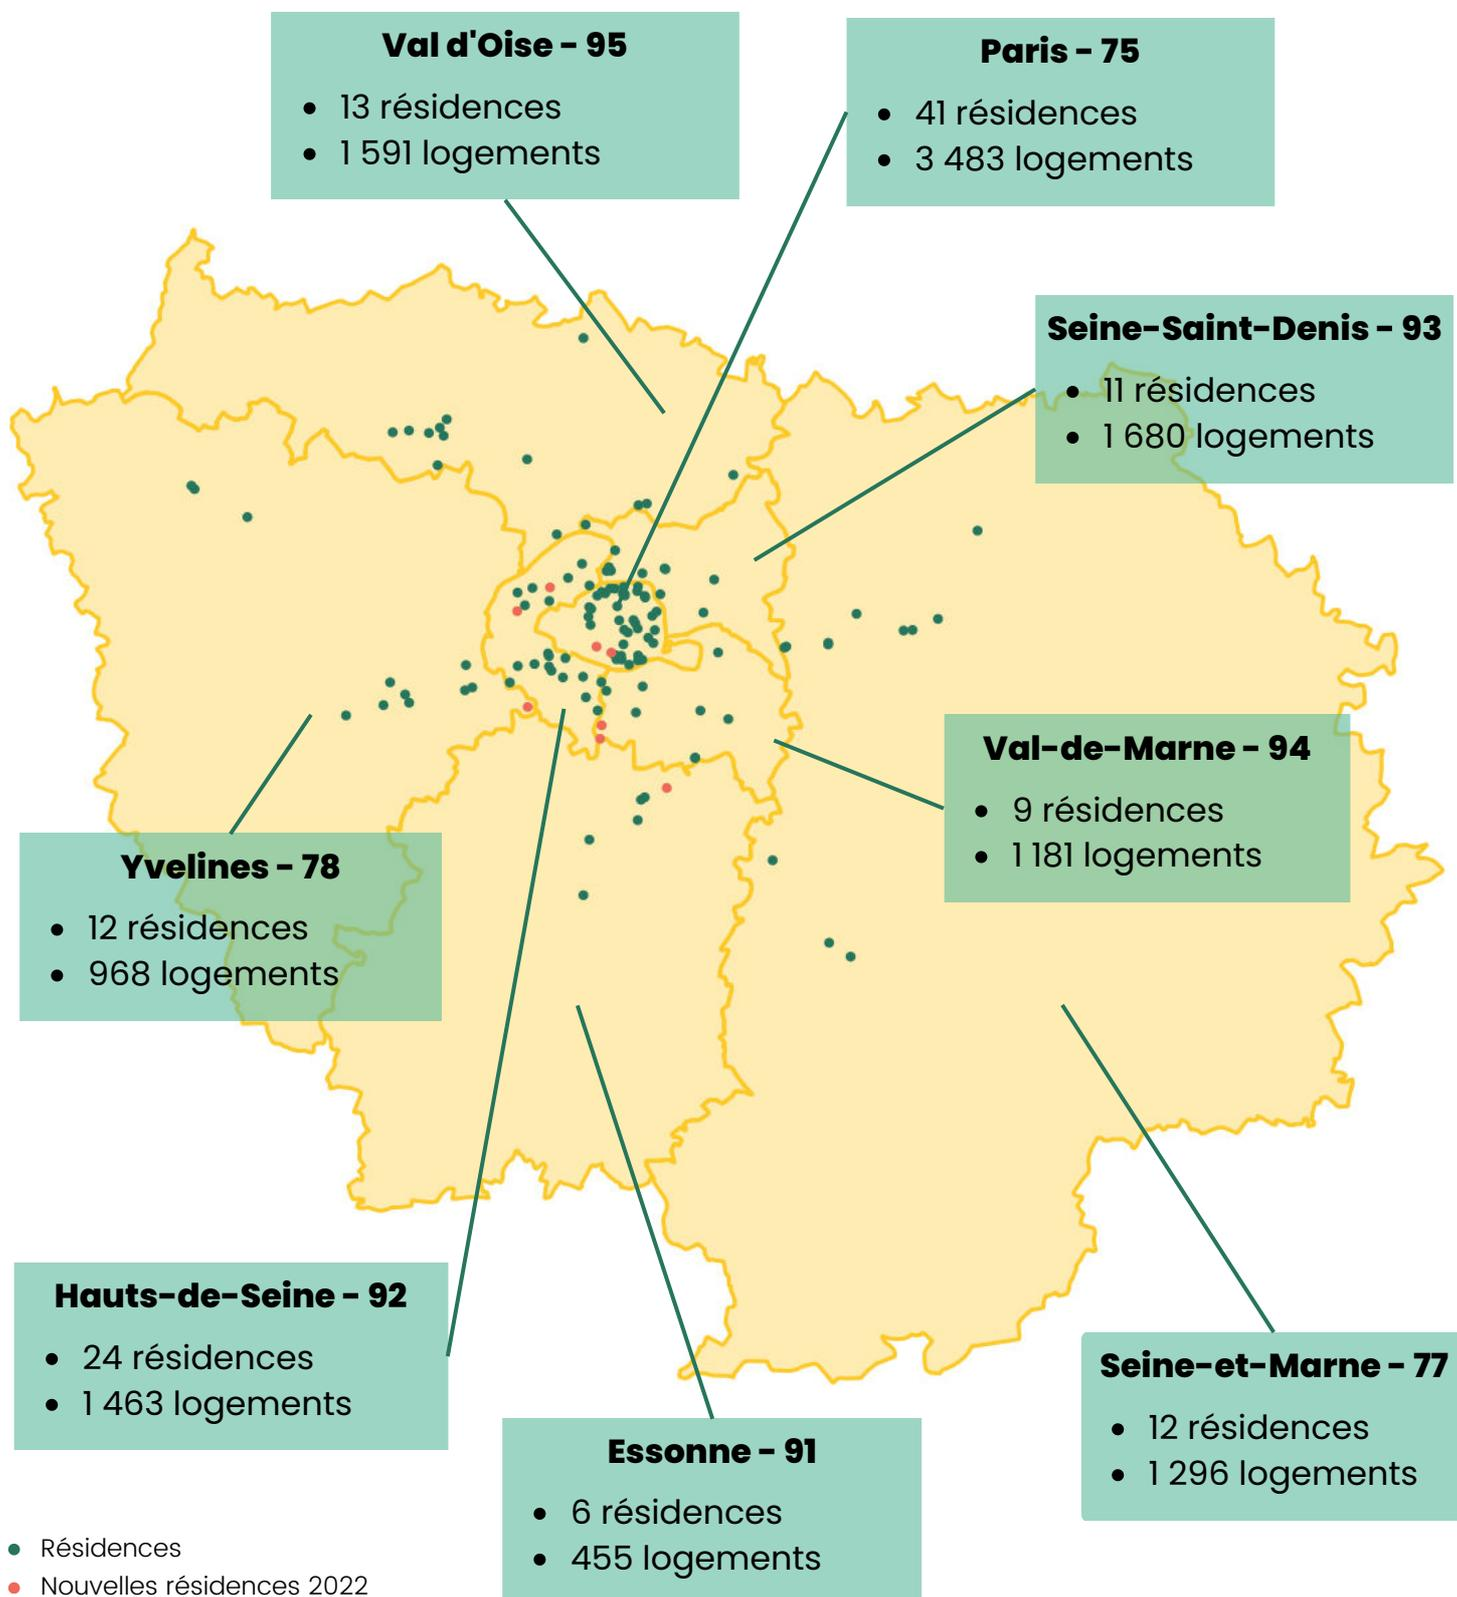 Val d'Oise - 95
• 13 résidences
• 1 591 logements
Paris - 75
• 41 résidences
• 3 483 logements
Seine-Saint-Denis - 93
• 11 résidences
• 1 680 logements
Val-de-Marne - 94
• 9 résidences
• 1 181 logements
Yvelines - 78
• 12 résidences
• 968 logements
Hauts-de-Seine - 92
• 24 résidences
• 1 463 logements
Seine-et-Marne - 77
• 12 résidences
• 1 296 logements
Essonne - 91
• 6 résidences
• 455 logements
Résidences
Nouvelles résidences 2022